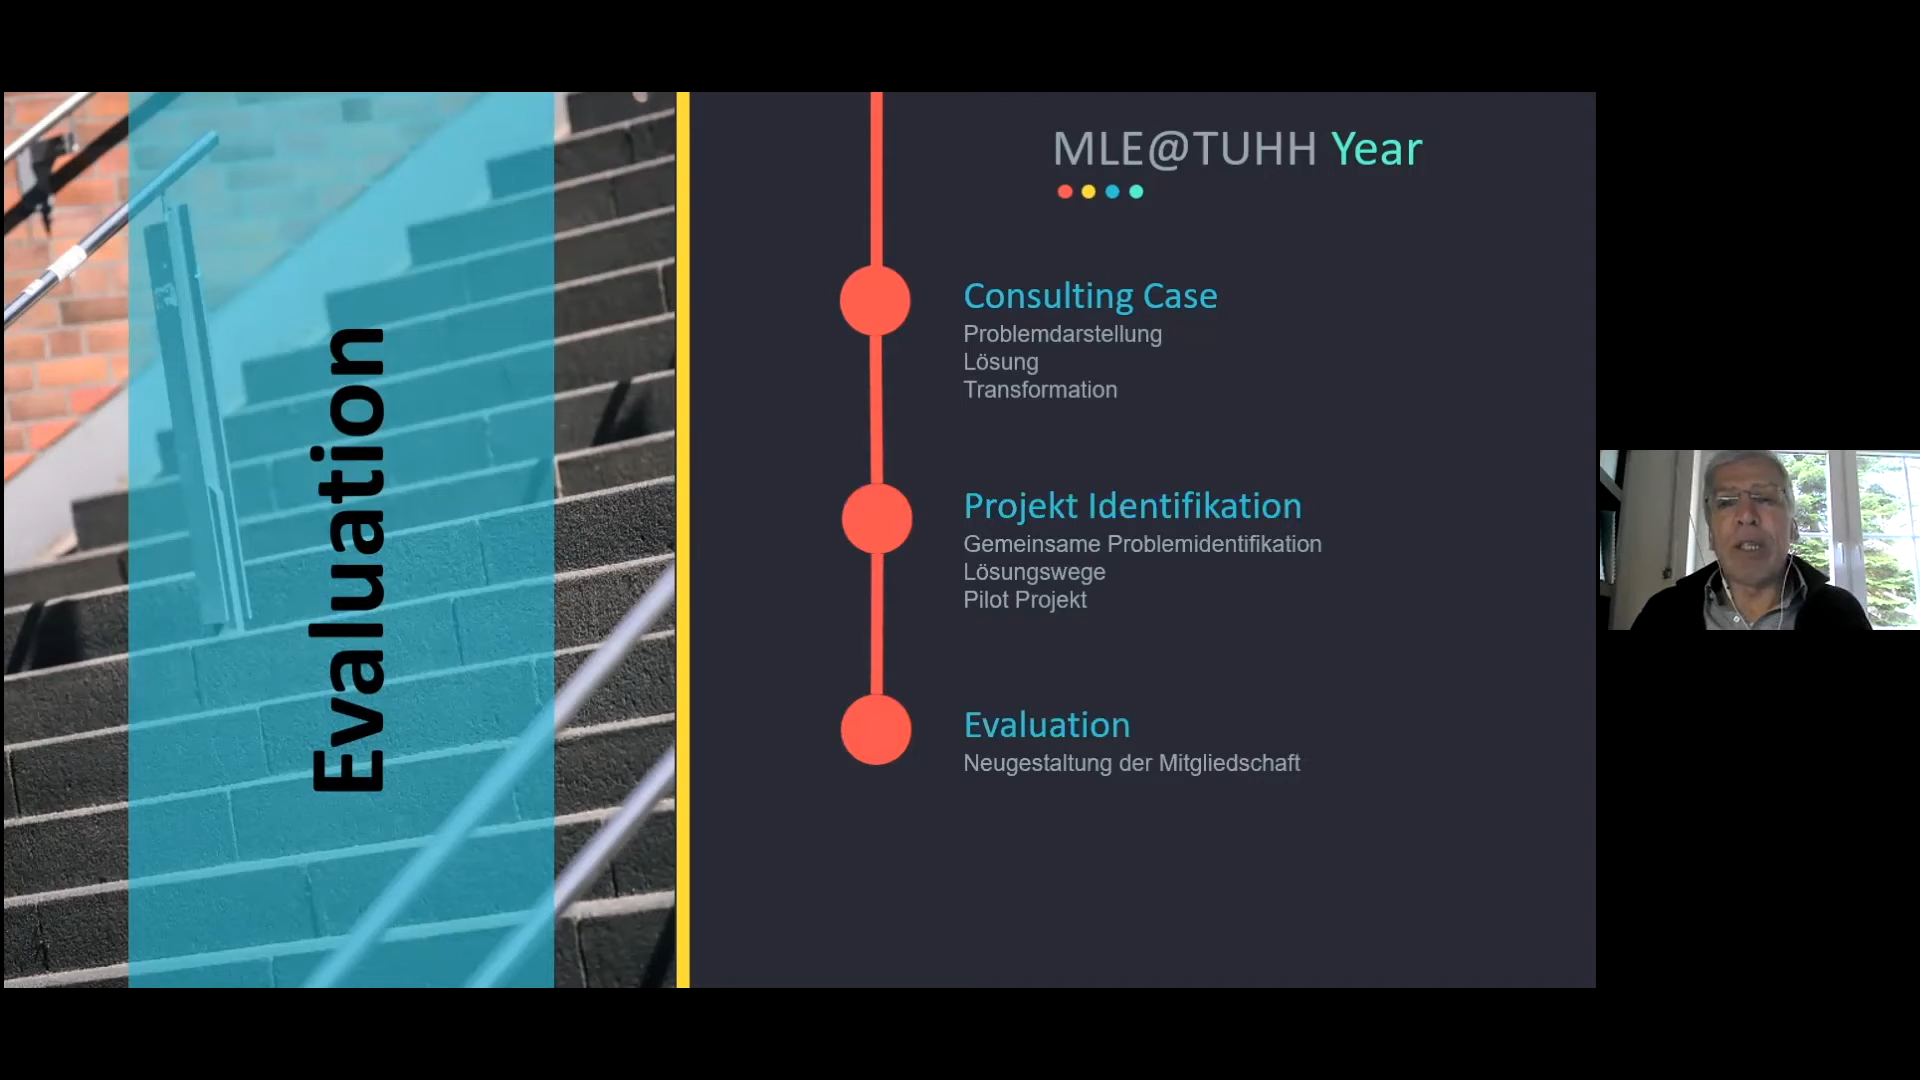 Evaluation
MLE@TUHH Year
Consulting Case
Problemdarstellung
Lösung
Transformation
Projekt Identifikation
Gemeinsame Problemidentifikation
Lösungswege
Pilot Projekt
Evaluation
Neugestaltung der Mitgliedschaft